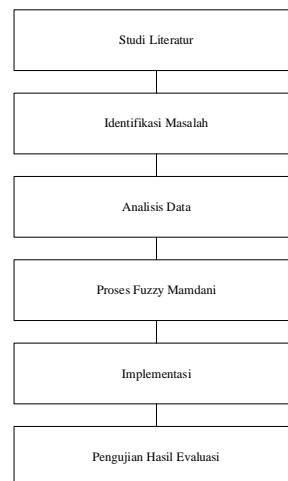 Studi Literatur
Identifikasi Masalah
Analisis Data
Proses Fuzzy Mamdani
Implementasi
Pengujian Hasil Evaluasi